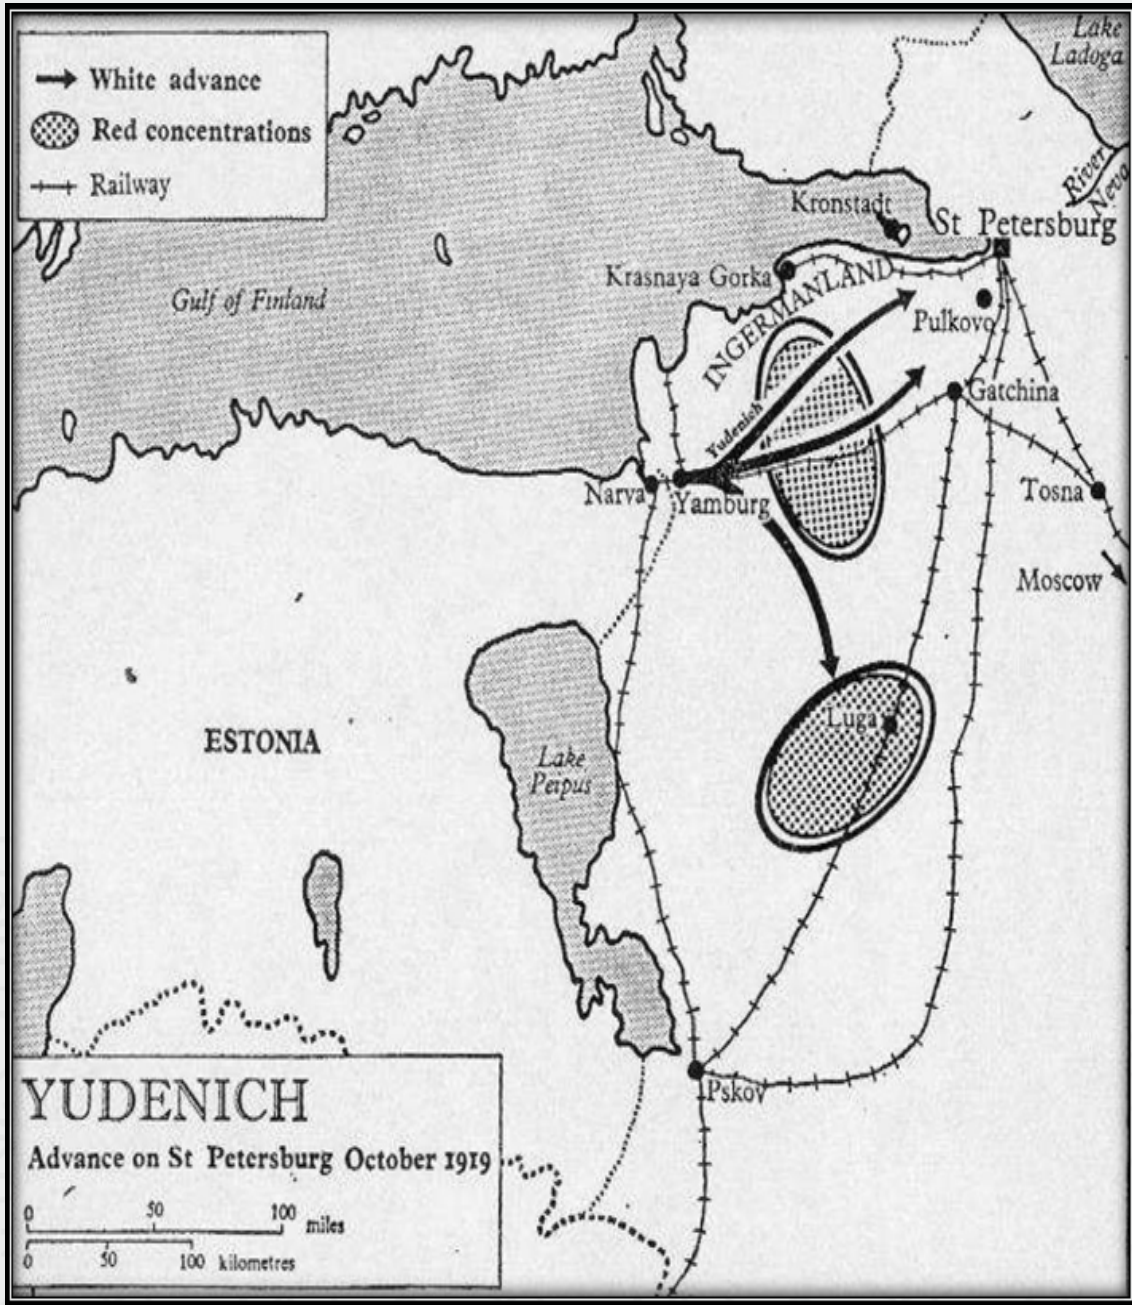 White advance
Red concentrations
Railway
Lake
Ladoga
River
Neva
Kronstadt
St Petersburg
Krasnaya Gorka
INGERMANLAND
Gulf of Finland
Pulkovo
Gatchina
Yudenich
Narva
Yamburg
Tosna
Moscow
Luga
ESTONIA
Lake
Peipus
Pskov
YUDENICH
Advance on St Petersburg October 1919
0 50 100 miles
0 50 100 kilometres